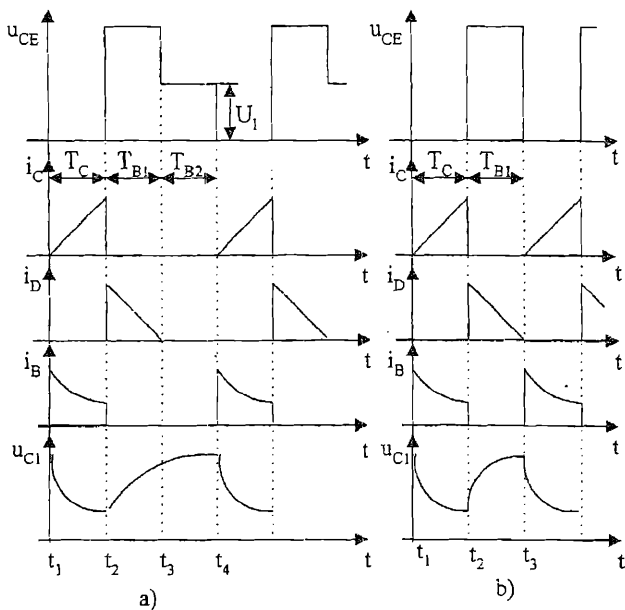 u_CE
u_CE
U_1
t
t
i_C
T_C
T_B1
T_B2
i_C
T_C
T_B1
t
t
i_D
i_D
t
t
i_B
i_B
t
t
u_C1
u_C1
t
t
t_1
t_2
t_3
t_4
t_1
t_2
t_3
a)
b)